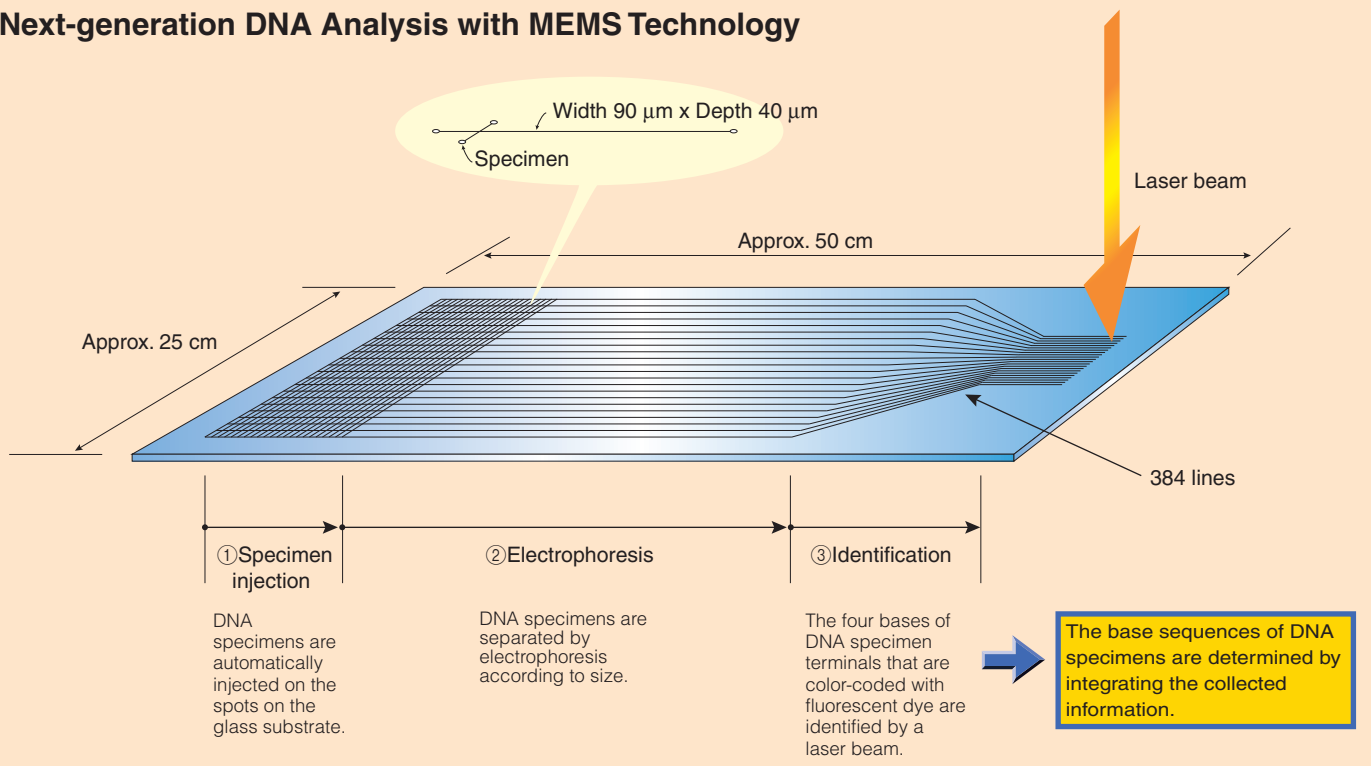 Next-generation DNA Analysis with MEMS Technology
Width 90 μm x Depth 40 μm
Specimen
Laser beam
Approx. 50 cm
Approx. 25 cm
384 lines
①Specimen
injection
②Electrophoresis
③Identification
DNA
specimens are
automatically
injected on the
spots on the
glass substrate.
DNA specimens are
separated by
electrophoresis
according to size.
The four bases of
DNA specimen
terminals that are
color-coded with
fluorescent dye are
identified by a
laser beam.
The base sequences of DNA
specimens are determined by
integrating the collected
information.